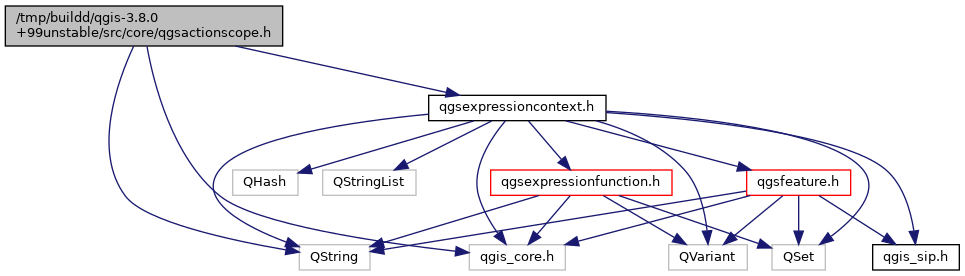 /tmp/buildd/qgis-3.8.0
+99unstable/src/core/qgsactionscope.h
qgsexpressioncontext.h
QHash
QStringList
qgsexpressionfunction.h
qgsfeature.h
QString
qgis_core.h
QVariant
QSet
qgis_sip.h